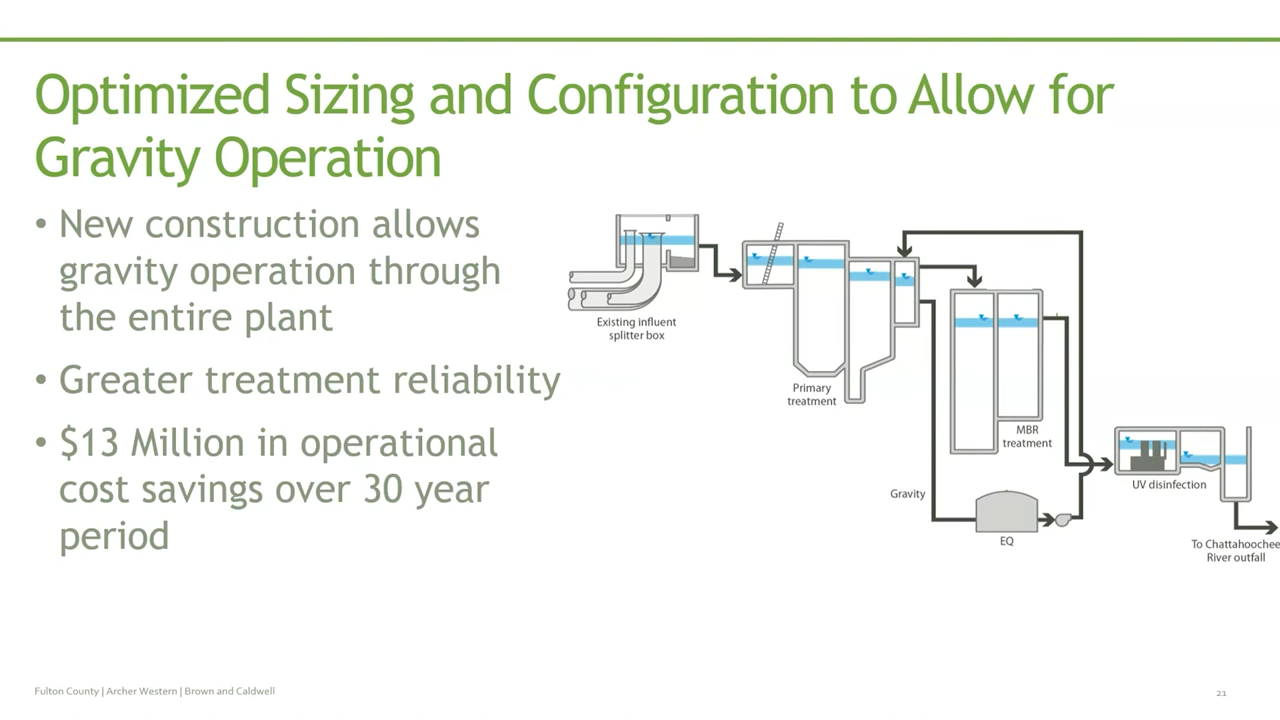 Optimized Sizing and Configuration to Allow for
Gravity Operation
• New construction allows
gravity operation through
the entire plant
• Greater treatment reliability
• $13 Million in operational
cost savings over 30 year
period
Existing influent
splitter box
Primary
treatment
MBR
treatment
Gravity
EQ
UV disinfection
To Chattahoochee
River outfall
Fulton County | Archer Western | Brown and Caldwell
21